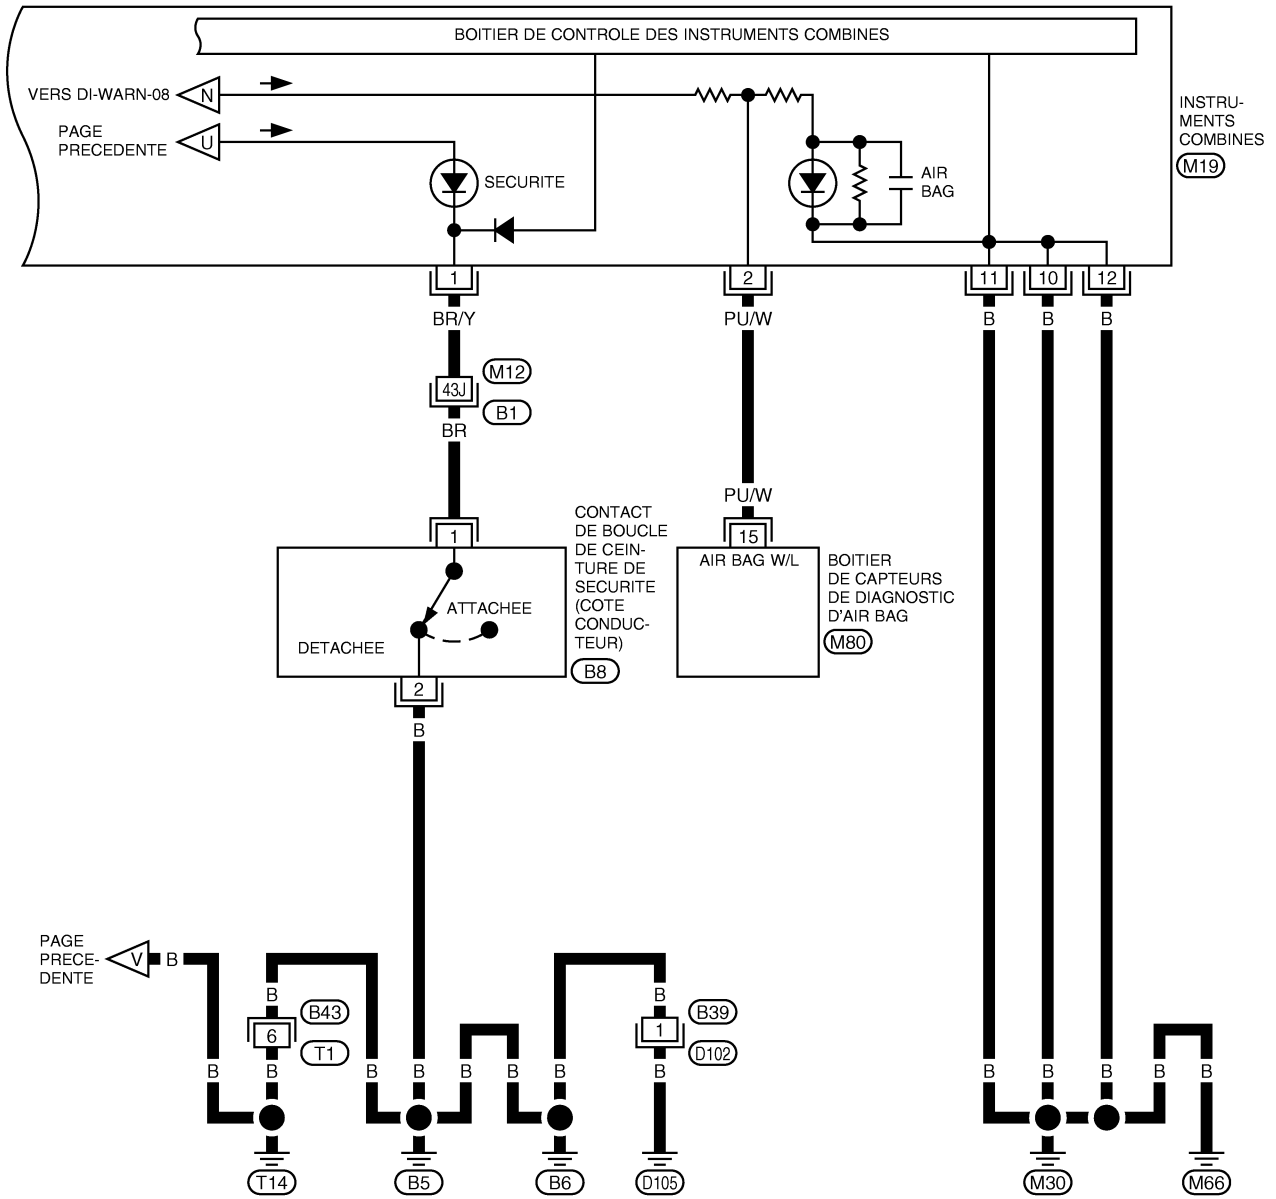 BOITIER DE CONTROLE DES INSTRUMENTS COMBINES
VERS DI-WARN-08
N
PAGE
PRECEDENTE
U
SECURITE
AIR
BAG
INSTRU-
MENTS
COMBINES
M19
1
2
11
10
12
BR/Y
PU/W
B
B
B
43J
M12
B1
BR
PU/W
1
15
CONTACT
DE BOUCLE
DE CEIN-
TURE DE
SECURITE
(COTE
CONDUC-
TEUR)
B8
ATTACHEE
DETACHEE
AIR BAG W/L
BOITIER
DE CAPTEURS
DE DIAGNOSTIC
D'AIR BAG
M80
2
B
PAGE
PRECE-
DENTE
V
B
B
B
6
B43
T1
1
B39
D102
B
B
B
B
B
B
B
B
B
B
B
B
B
T14
B5
B6
D105
M30
M66